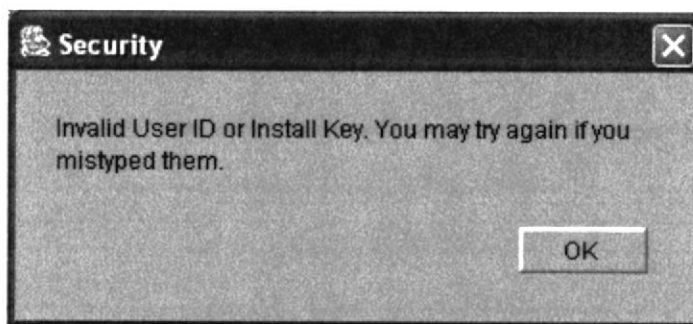 Security
Invalid User ID or Install Key. You may try again if you
mistyped them.
OK